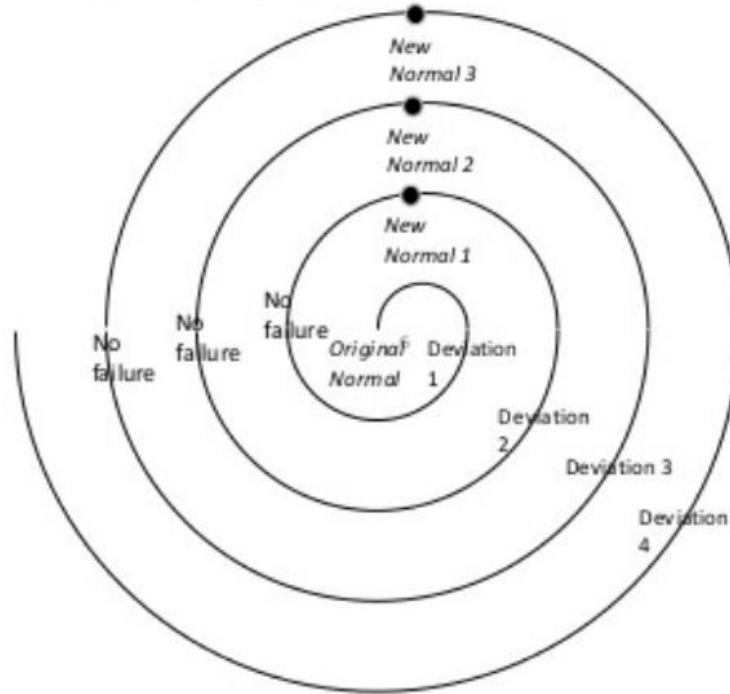 New
Normal 3
New
Normal 2
New
Normal 1
No
failure
No
failure
No
failure
Original
Normal
Deviation
1
Deviation
2
Deviation 3
Deviation
4